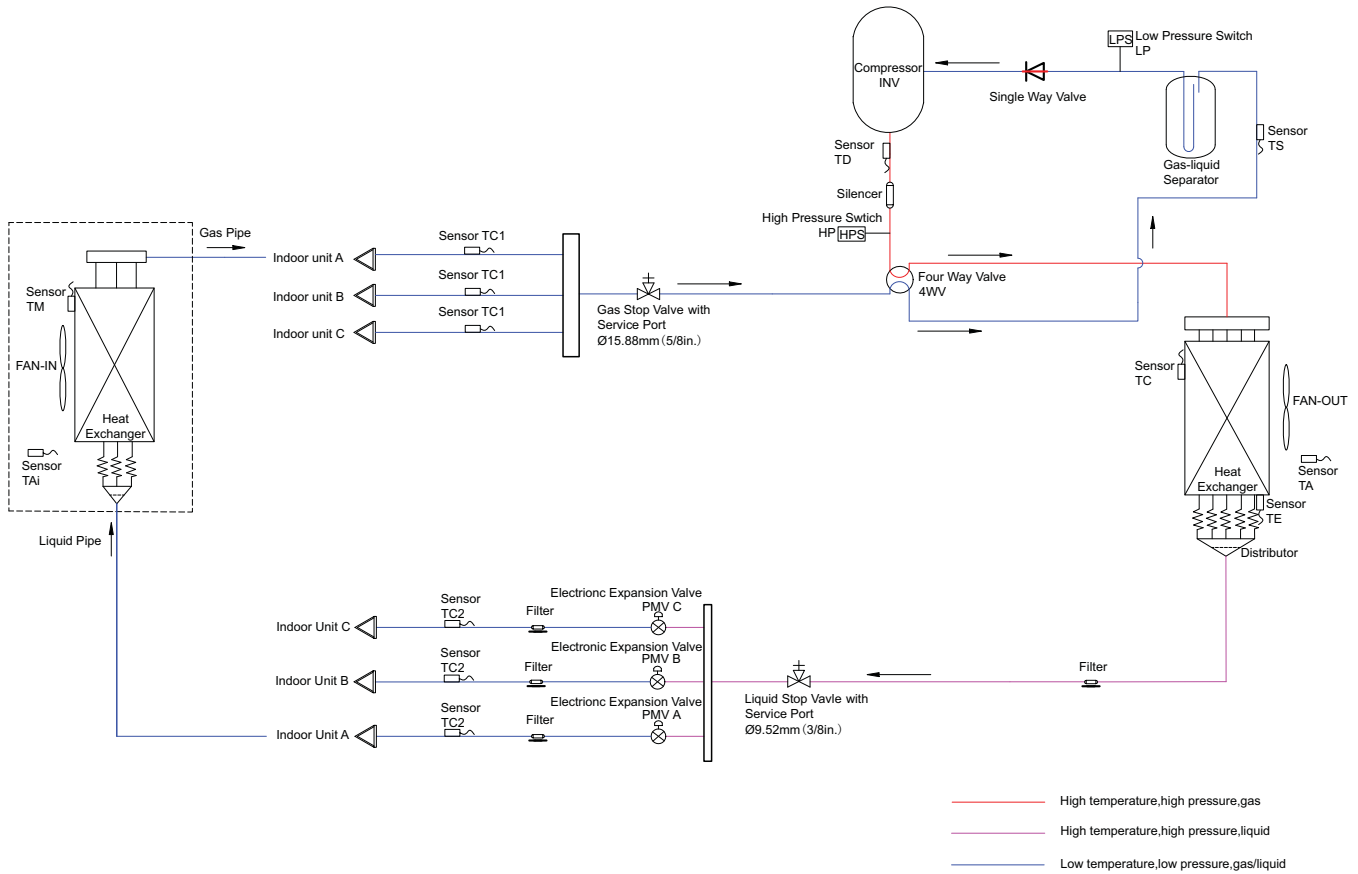 Compressor
INV
LPS
Low Pressure Switch
LP
Single Way Valve
Sensor
TS
Gas-liquid
Separator
Sensor
TD
Silencer
High Pressure Swtich
HP
HPS
Four Way Valve
4WV
Gas Pipe
Indoor unit A
Indoor unit B
Indoor unit C
Sensor TC1
Sensor TC1
Sensor TC1
Gas Stop Valve with
Service Port
Ø15.88mm(5/8in.)
Sensor
TM
FAN-IN
Heat
Exchanger
Sensor
TAi
Liquid Pipe
Sensor
TC
FAN-OUT
Heat
Exchanger
Sensor
TA
Sensor
TE
Distributor
Indoor Unit C
Sensor
TC2
Filter
Electrionc Expansion Valve
PMV C
Indoor Unit B
Sensor
TC2
Filter
Electronic Expansion Valve
PMV B
Indoor Unit A
Sensor
TC2
Filter
Electrionc Expansion Valve
PMV A
Liquid Stop Vavle with
Service Port
Ø9.52mm(3/8in.)
Filter
High temperature,high pressure,gas
High temperature,high pressure,liquid
Low temperature,low pressure,gas/liquid